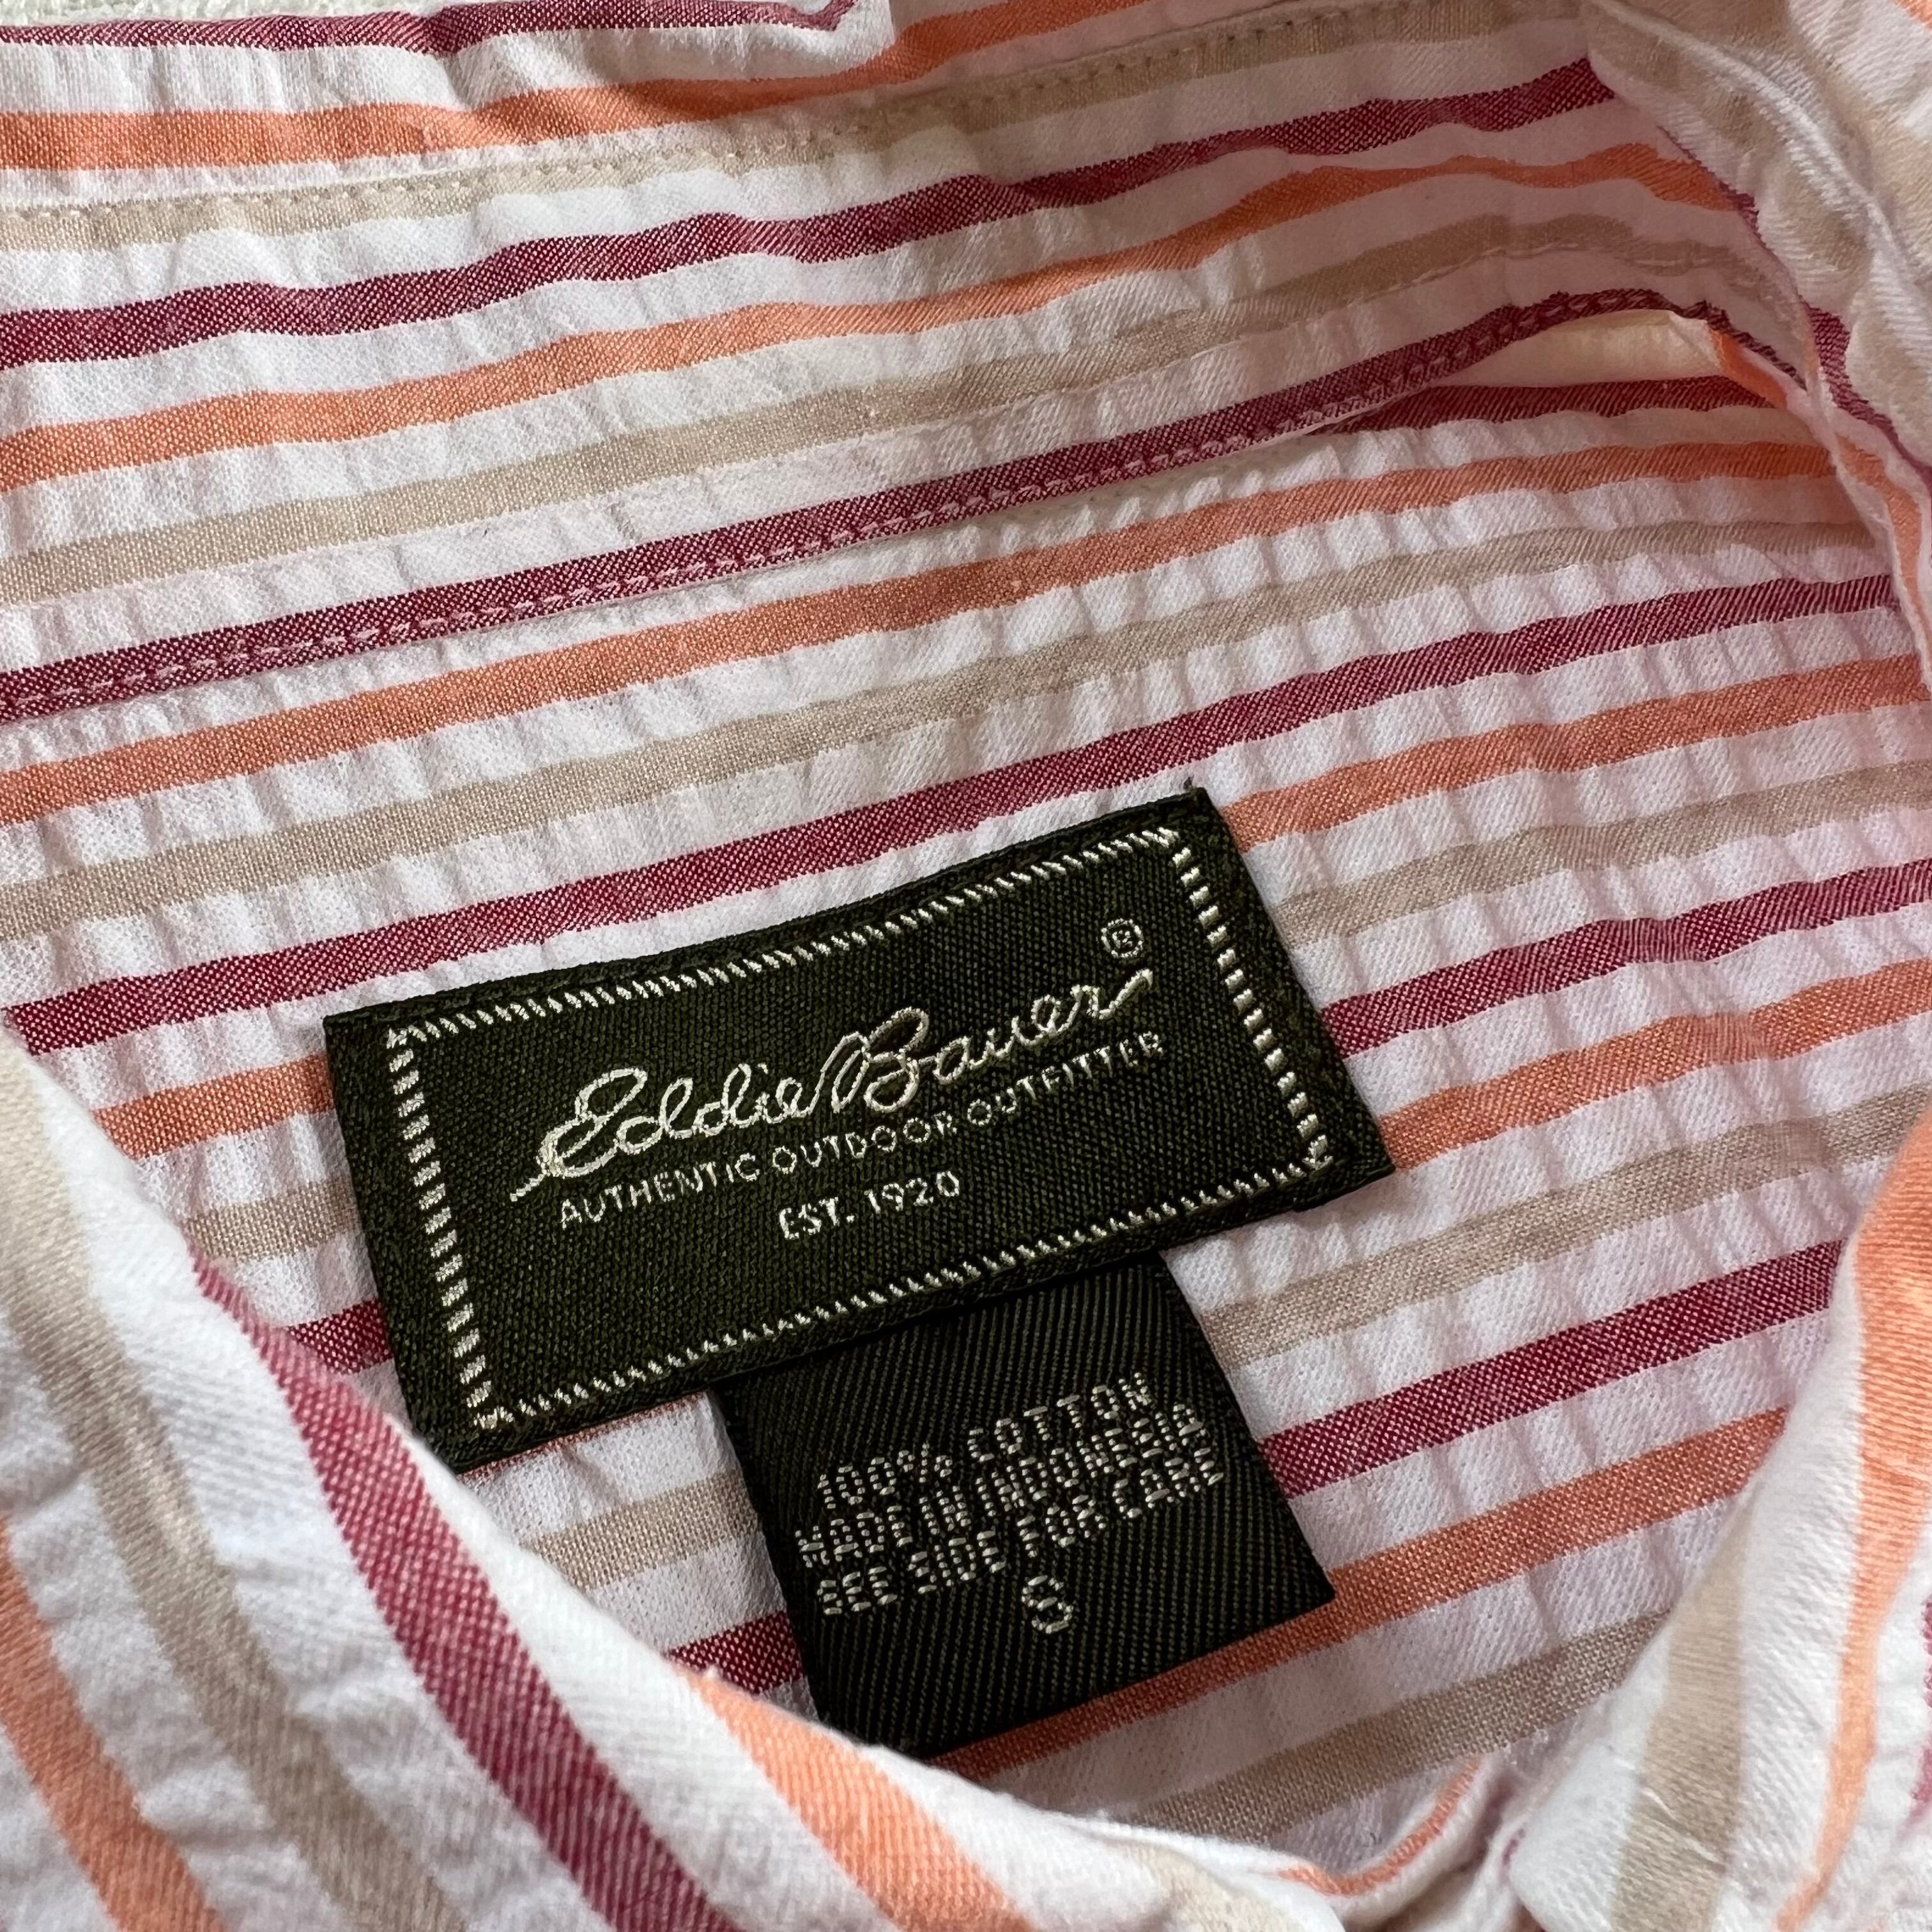 Eddie Bauer®
AUTHENTIC OUTDOOR OUTFITTER
EST. 1920
100% COTTON
MADE IN INDONESIA
SEE SIDE FOR CARE
S